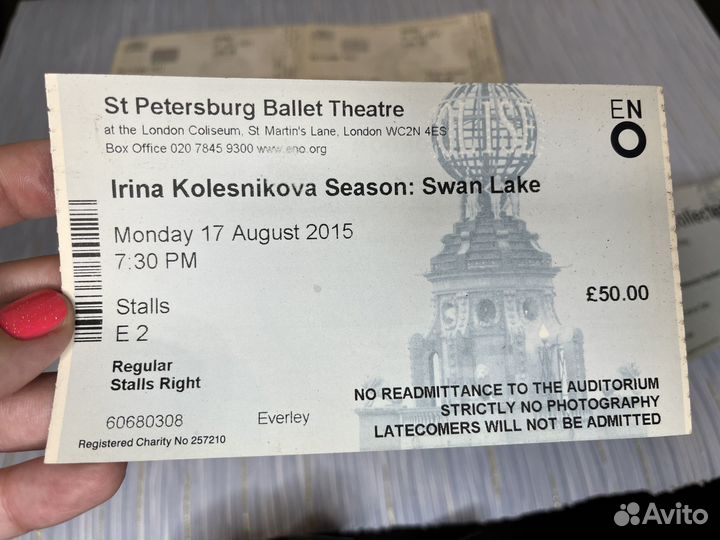 St Petersburg Ballet Theatre
at the London Coliseum, St Martin's Lane, London WC2N 4ES
Box Office 020 7845 9300 www.eno.org
ENO
COLISE
Irina Kolesnikova Season: Swan Lake
Monday 17 August 2015
7:30 PM
£50.00
Stalls
E 2
Regular
Stalls Right
NO READMITTANCE TO THE AUDITORIUM
STRICTLY NO PHOTOGRAPHY
LATECOMERS WILL NOT BE ADMITTED
60680308 Everley
Registered Charity No 257210
Avito